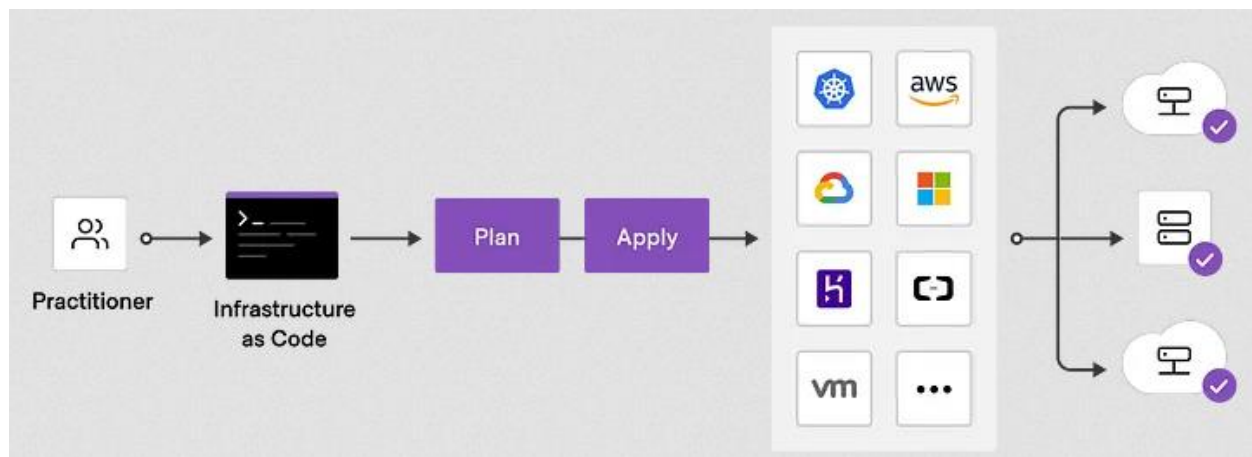 Practitioner
Infrastructure
as Code
Plan
Apply
aws
vm